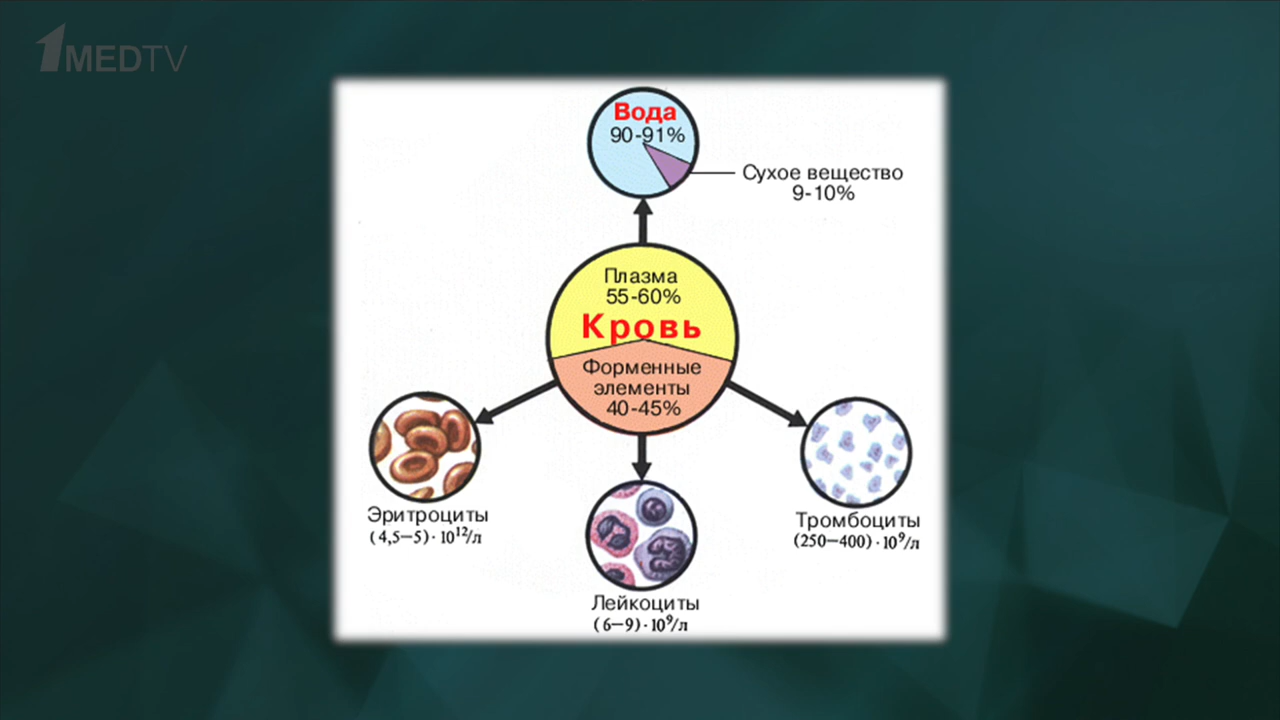 1MEDTV
Вода
90-91%
Сухое вещество
9-10%
Плазма
55-60%
Кровь
Форменные
элементы
40-45%
Эритроциты
(4,5–5)·10¹²/л
Тромбоциты
(250–400)·10⁹/л
Лейкоциты
(6–9)·10⁹/л